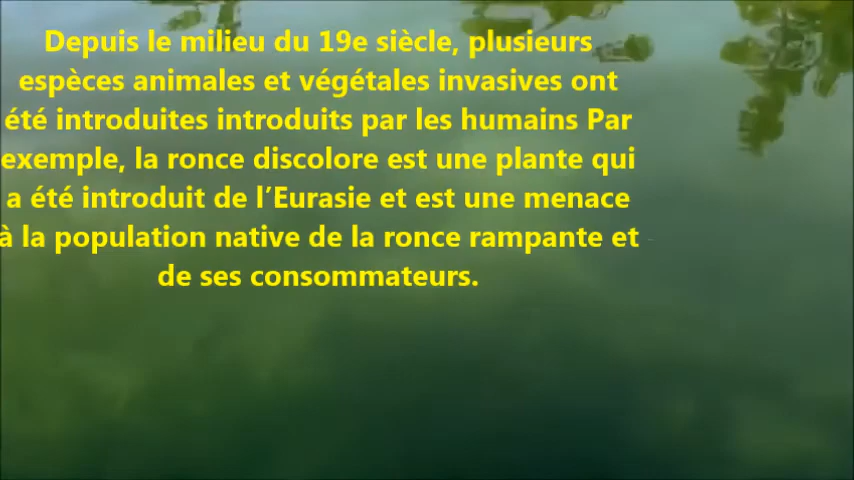 Depuis le milieu du 19e siècle, plusieurs
espèces animales et végétales invasives ont
été introduites introduits par les humains Par
exemple, la ronce discolore est une plante qui
a été introduit de l’Eurasie et est une menace
à la population native de la ronce rampante et
de ses consommateurs.